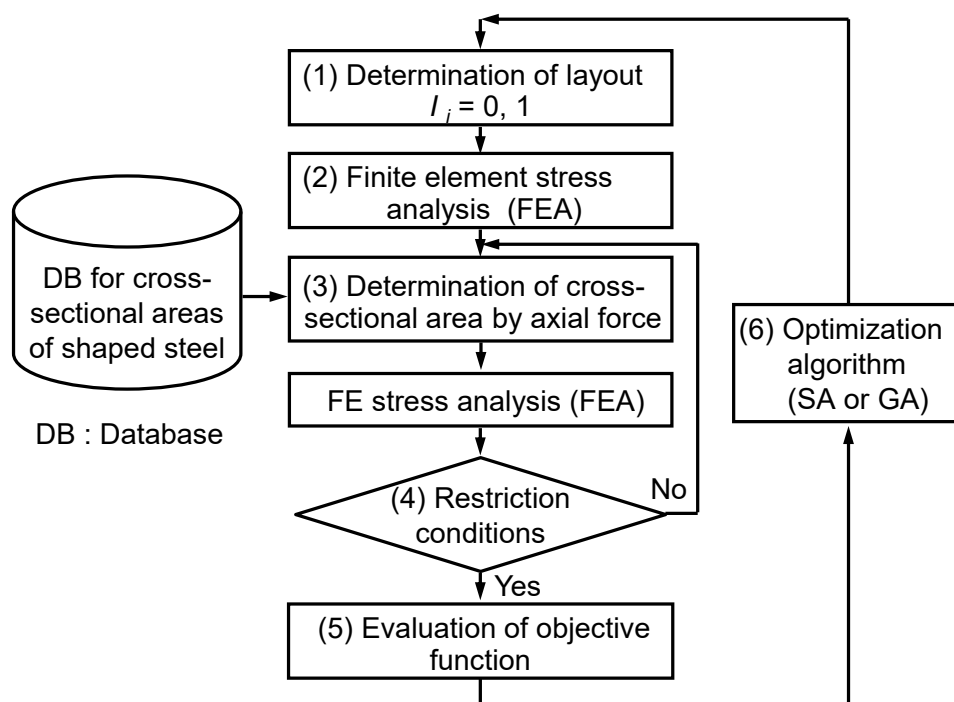 (1) Determination of layout
I i = 0, 1
(2) Finite element stress
analysis (FEA)
DB for cross-
sectional areas
of shaped steel
(3) Determination of cross-
sectional area by axial force
(6) Optimization
algorithm
(SA or GA)
FE stress analysis (FEA)
DB : Database
(4) Restriction
conditions
No
Yes
(5) Evaluation of objective
function